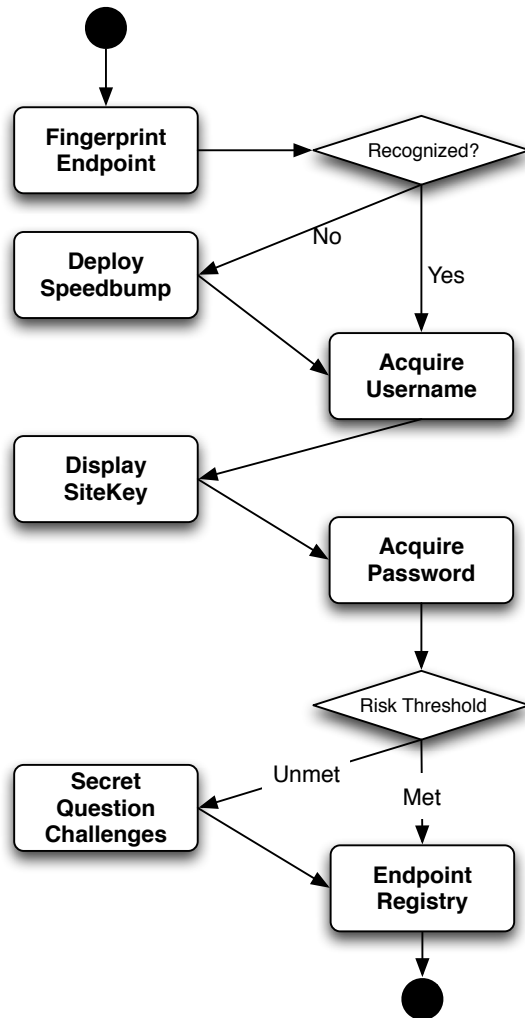 Fingerprint
Endpoint
Recognized?
No
Yes
Deploy
Speedbump
Acquire
Username
Display
SiteKey
Acquire
Password
Risk Threshold
Unmet
Met
Secret
Question
Challenges
Endpoint
Registry